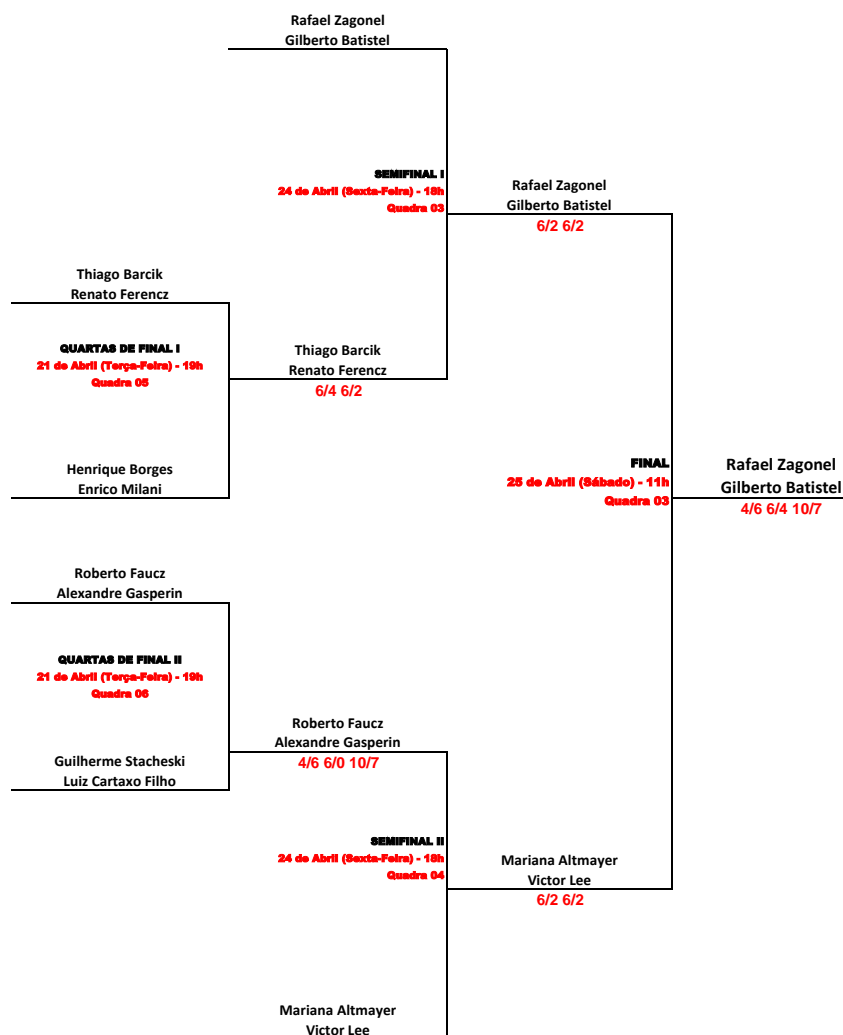 Rafael Zagonel
Gilberto Batistel
SEMIFINAL I
24 de Abril (Sexta-Feira) - 18h
Quadra 03
Rafael Zagonel
Gilberto Batistel
6/2 6/2
Thiago Barcik
Renato Ferencz
QUARTAS DE FINAL I
21 de Abril (Terça-Feira) - 19h
Quadra 05
Thiago Barcik
Renato Ferencz
6/4 6/2
Henrique Borges
Enrico Milani
FINAL
25 de Abril (Sábado) - 11h
Quadra 03
Rafael Zagonel
Gilberto Batistel
4/6 6/4 10/7
Roberto Faucz
Alexandre Gasperin
QUARTAS DE FINAL II
21 de Abril (Terça-Feira) - 19h
Quadra 06
Roberto Faucz
Alexandre Gasperin
4/6 6/0 10/7
Guilherme Stacheski
Luiz Cartaxo Filho
SEMIFINAL II
24 de Abril (Sexta-Feira) - 18h
Quadra 04
Mariana Altmayer
Victor Lee
6/2 6/2
Mariana Altmayer
Victor Lee